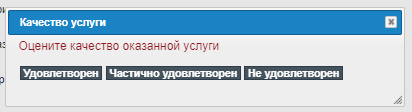 Качество услуги
Оцените качество оказанной услуги
Удовлетворен Частично удовлетворен Не удовлетворен